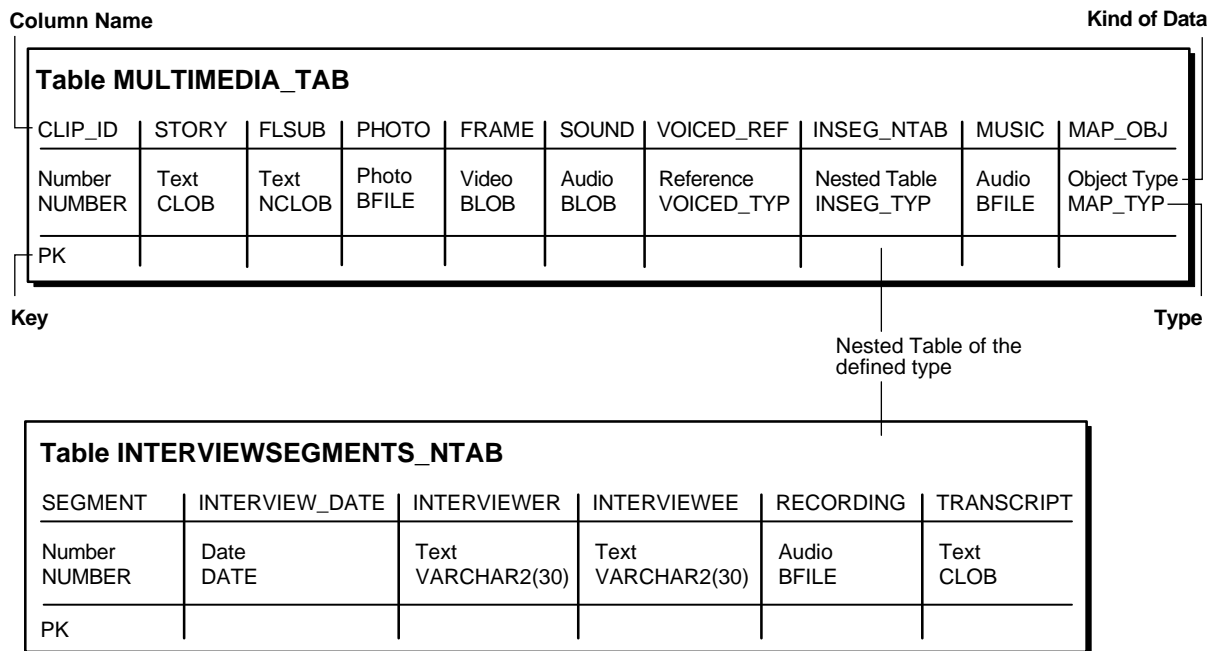 Column Name
Kind of Data
Table MULTIMEDIA_TAB
CLIP_ID STORY FLSUB PHOTO FRAME SOUND VOICED_REF INSEG_NTAB MUSIC MAP_OBJ
Number Text Text Photo Video Audio Reference Nested Table Audio Object Type
NUMBER CLOB NCLOB BFILE BLOB BLOB VOICED_TYP INSEG_TYP BFILE MAP_TYP
PK
Key
Type
Nested Table of the
defined type
Table INTERVIEWSEGMENTS_NTAB
SEGMENT INTERVIEW_DATE INTERVIEWER INTERVIEWEE RECORDING TRANSCRIPT
Number Date Text Text Audio Text
NUMBER DATE VARCHAR2(30) VARCHAR2(30) BFILE CLOB
PK